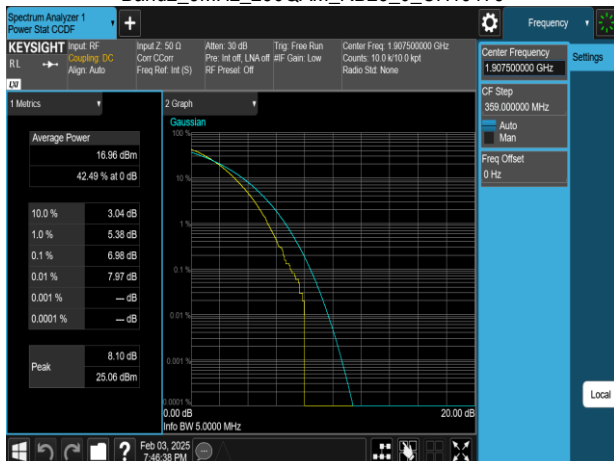 Spectrum Analyzer 1
Power Stat CCDF
Frequency
KEYSIGHT
RL
LXI
Input: RF
Coupling: DC
Align: Auto
Input Z: 50 Ω
Corr CCorr
Freq Ref: Int (S)
Atten: 30 dB
Pre: Int off, LNA off
RF Presel: Off
Trig: Free Run
#IF Gain: Low
Center Freq: 1.907500000 GHz
Counts: 10.0 k/10.0 kpt
Radio Std: None
Center Frequency
1.907500000 GHz
Settings
CF Step
359.000000 MHz
Auto
Man
Freq Offset
0 Hz
1 Metrics
Average Power
16.96 dBm
42.49 % at 0 dB
10.0 % 3.04 dB
1.0 % 5.38 dB
0.1 % 6.98 dB
0.01 % 7.97 dB
0.001 % --- dB
0.0001 % --- dB
Peak
8.10 dB
25.06 dBm
2 Graph
Gaussian
100 %
10 %
1 %
0.1 %
0.01 %
0.001 %
0.0001 %
0.00 dB
20.00 dB
Info BW 5.0000 MHz
Local
?
Feb 03, 2025
7:46:38 PM